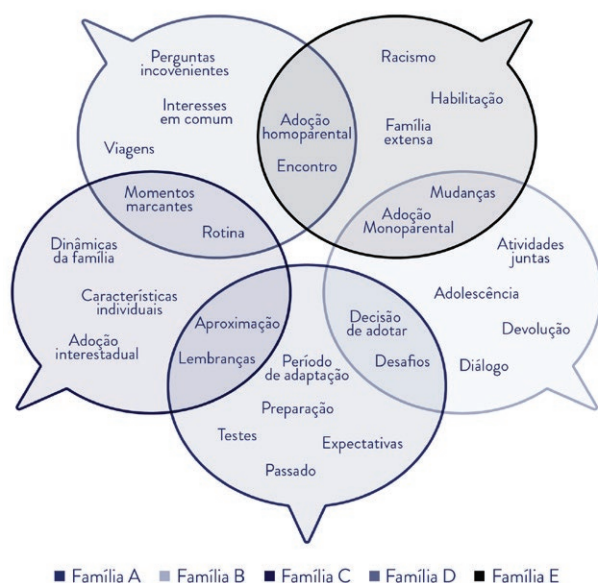 Perguntas
incovenientes
Interesses
em comum
Viagens
Adoção
homoparental
Encontro
Racismo
Habilitação
Família
extensa
Mudanças
Adoção
Monoparental
Momentos
marcantes
Rotina
Dinâmicas
da família
Características
individuais
Adoção
interestadual
Aproximação
Lembranças
Decisão
de adotar
Desafios
Atividades
juntas
Adolescência
Devolução
Diálogo
Período
de adaptação
Preparação
Testes
Expectativas
Passado
Família A
Família B
Família C
Família D
Família E